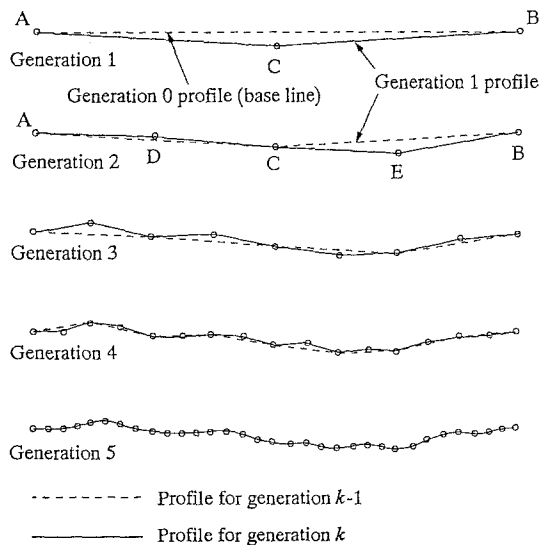 A B
Generation 1 C
Generation 0 profile (base line) Generation 1 profile
A
Generation 2 D C E B
Generation 3
Generation 4
Generation 5
Profile for generation k-1
Profile for generation k